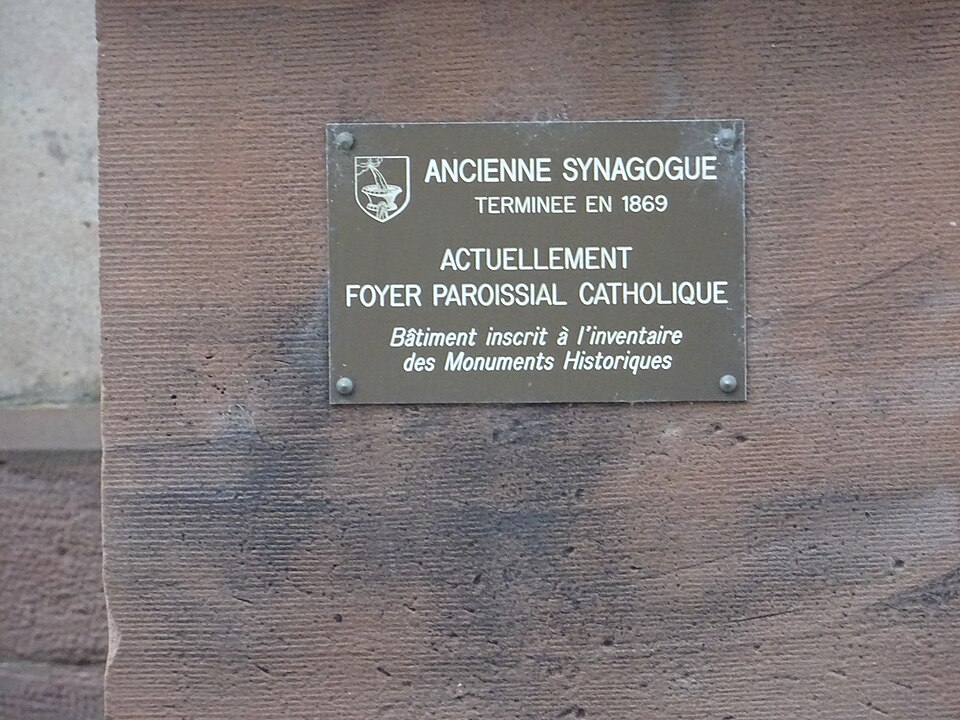 ANCIENNE SYNAGOGUE
TERMINEE EN 1869
ACTUELLEMENT
FOYER PAROISSIAL CATHOLIQUE
Bâtiment inscrit à l'inventaire
des Monuments Historiques